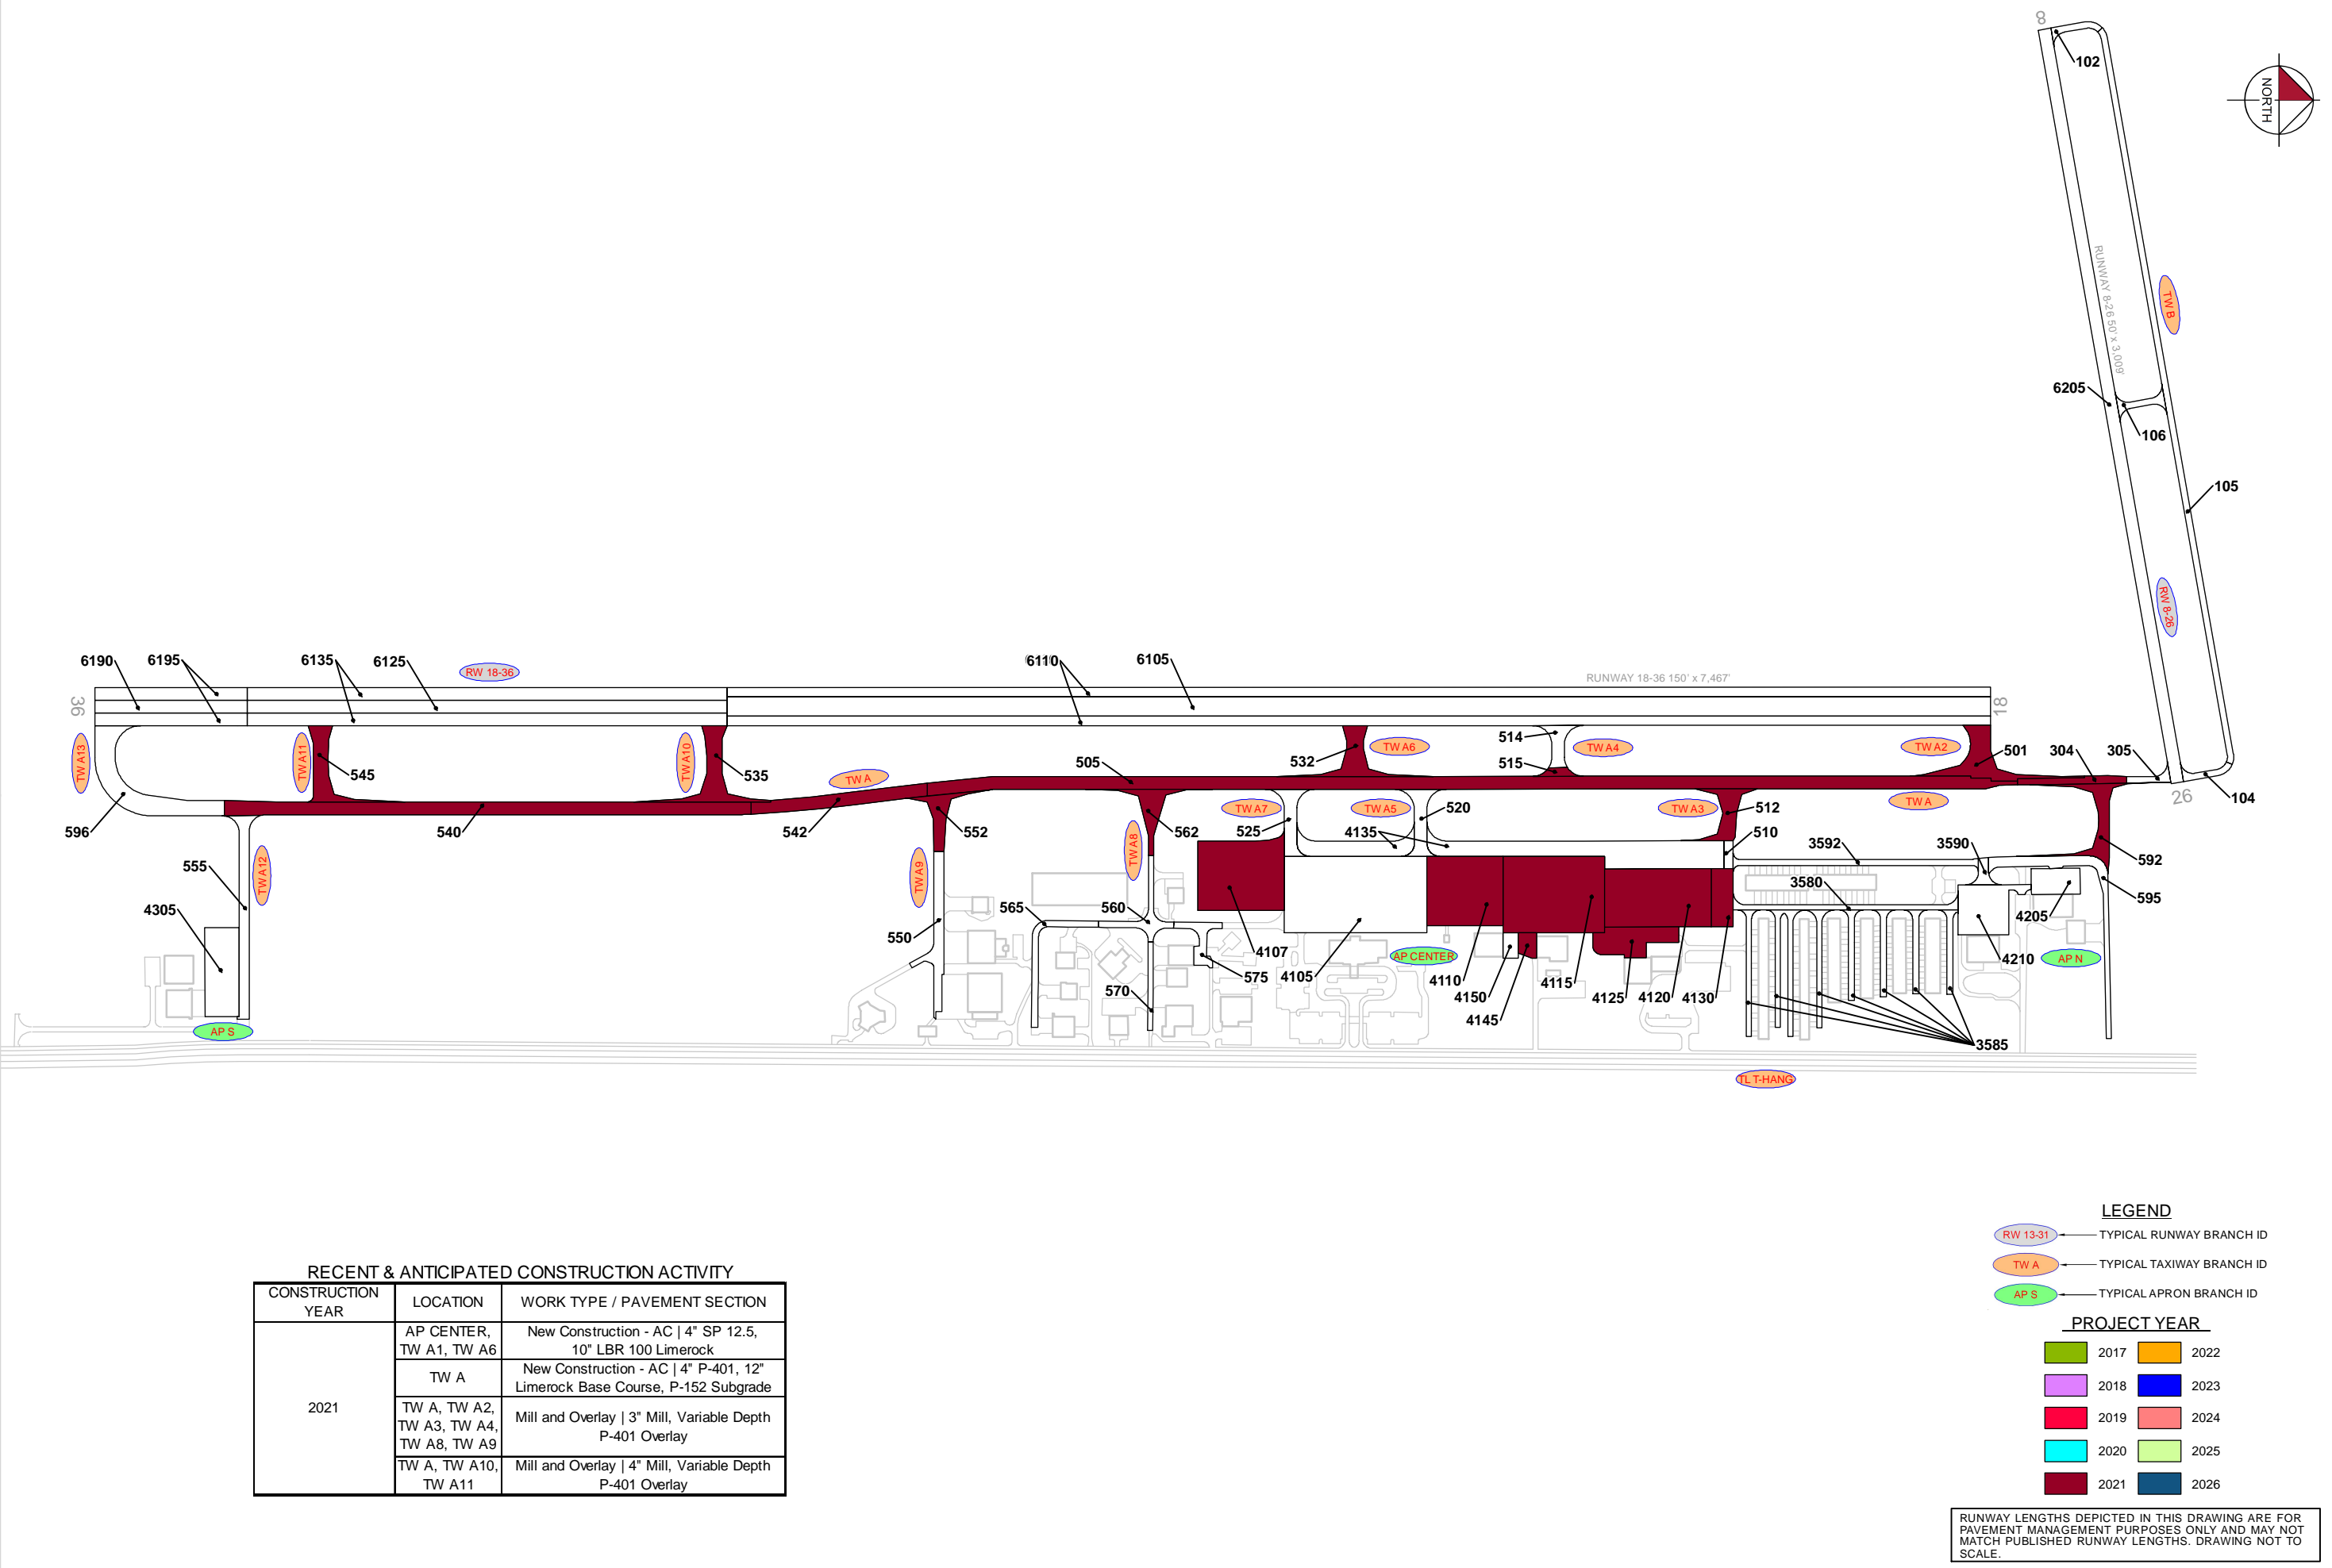 8
102
NORTH
RUNWAY 8-26 50' x 3,009'
TW B
6205
106
105
RW 8-26
6190
6195
6135
6125
RW 18-36
6110
6105
RUNWAY 18-36 150' x 7,467'
36
18
TW A13
TW A11
545
TW A10
535
TW A
505
532
TW A6
514
515
TW A4
TW A2
501
304
305
26
104
596
540
542
552
562
TW A8
TW A7
525
TW A5
4135
520
TW A3
512
510
TW A
3592
3590
592
555
TW A12
TW A9
3580
595
4305
565
560
550
4205
4107
575
4105
AP CENTER
4110
4150
4145
4115
4125
4120
4130
4210
AP N
570
3585
AP S
TL T-HANG
RECENT & ANTICIPATED CONSTRUCTION ACTIVITY
CONSTRUCTION
YEAR
LOCATION
WORK TYPE / PAVEMENT SECTION
2021
AP CENTER,
TW A1, TW A6
New Construction - AC | 4" SP 12.5,
10" LBR 100 Limerock
TW A
New Construction - AC | 4" P-401, 12"
Limerock Base Course, P-152 Subgrade
TW A, TW A2,
TW A3, TW A4,
TW A8, TW A9
Mill and Overlay | 3" Mill, Variable Depth
P-401 Overlay
TW A, TW A10,
TW A11
Mill and Overlay | 4" Mill, Variable Depth
P-401 Overlay
LEGEND
RW 13-31 TYPICAL RUNWAY BRANCH ID
TW A TYPICAL TAXIWAY BRANCH ID
AP S TYPICAL APRON BRANCH ID
PROJECT YEAR
2017 2022
2018 2023
2019 2024
2020 2025
2021 2026
RUNWAY LENGTHS DEPICTED IN THIS DRAWING ARE FOR
PAVEMENT MANAGEMENT PURPOSES ONLY AND MAY NOT
MATCH PUBLISHED RUNWAY LENGTHS. DRAWING NOT TO
SCALE.